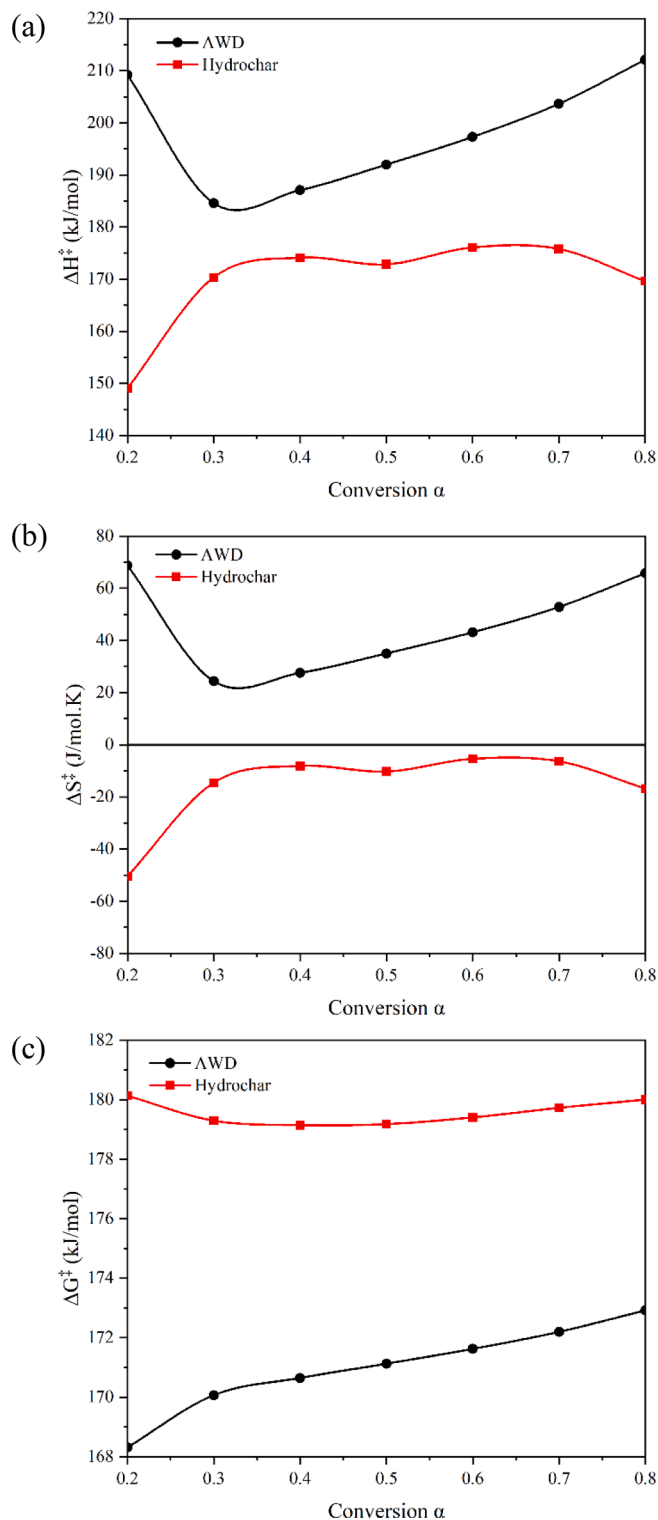 (a)
220
210
200
190
180
170
160
150
140
ΔH‡ (kJ/mol)
AWD
Hydrochar
0.2 0.3 0.4 0.5 0.6 0.7 0.8
Conversion α
(b)
80
60
40
20
0
-20
-40
-60
-80
ΔS‡ (J/mol.K)
AWD
Hydrochar
0.2 0.3 0.4 0.5 0.6 0.7 0.8
Conversion α
(c)
182
180
178
176
174
172
170
168
ΔG‡ (kJ/mol)
AWD
Hydrochar
0.2 0.3 0.4 0.5 0.6 0.7 0.8
Conversion α